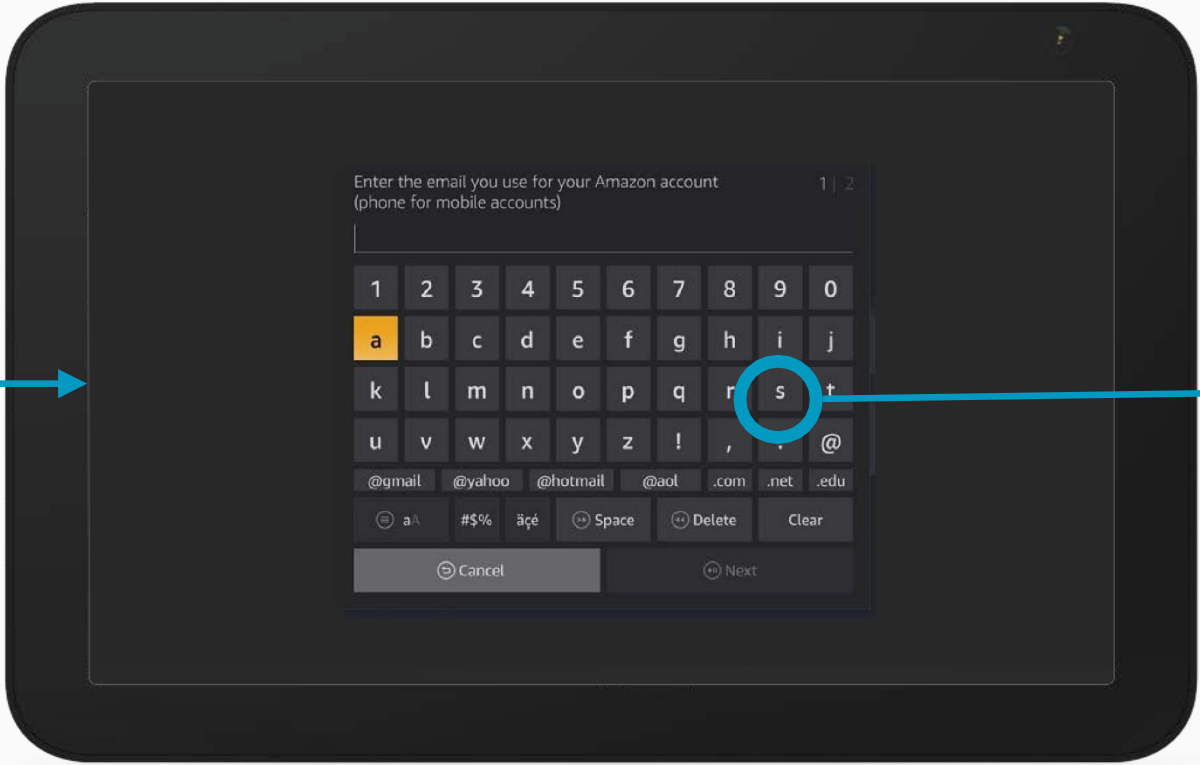 Enter the email you use for your Amazon account 1 | 2
(phone for mobile accounts)
1 2 3 4 5 6 7 8 9 0
a b c d e f g h i j
k l m n o p q r s t
u v w x y z ! , . @
@gmail @yahoo @hotmail @aol .com .net .edu
aA #$% äçé Space Delete Clear
Cancel Next